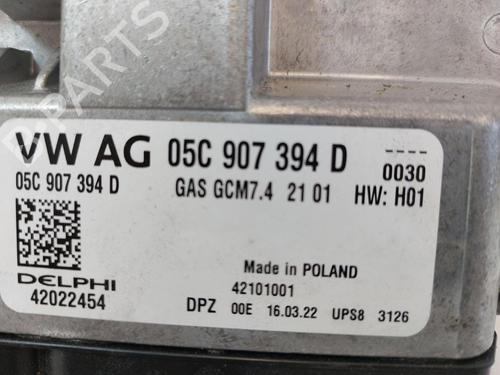 VW AG 05C 907 394 D
----
0030
05C 907 394 D
GAS GCM7.4 21 01 HW: H01
DELPHI
42022454
Made in POLAND
42101001
DPZ 00E 16.03.22 UPS8 3126